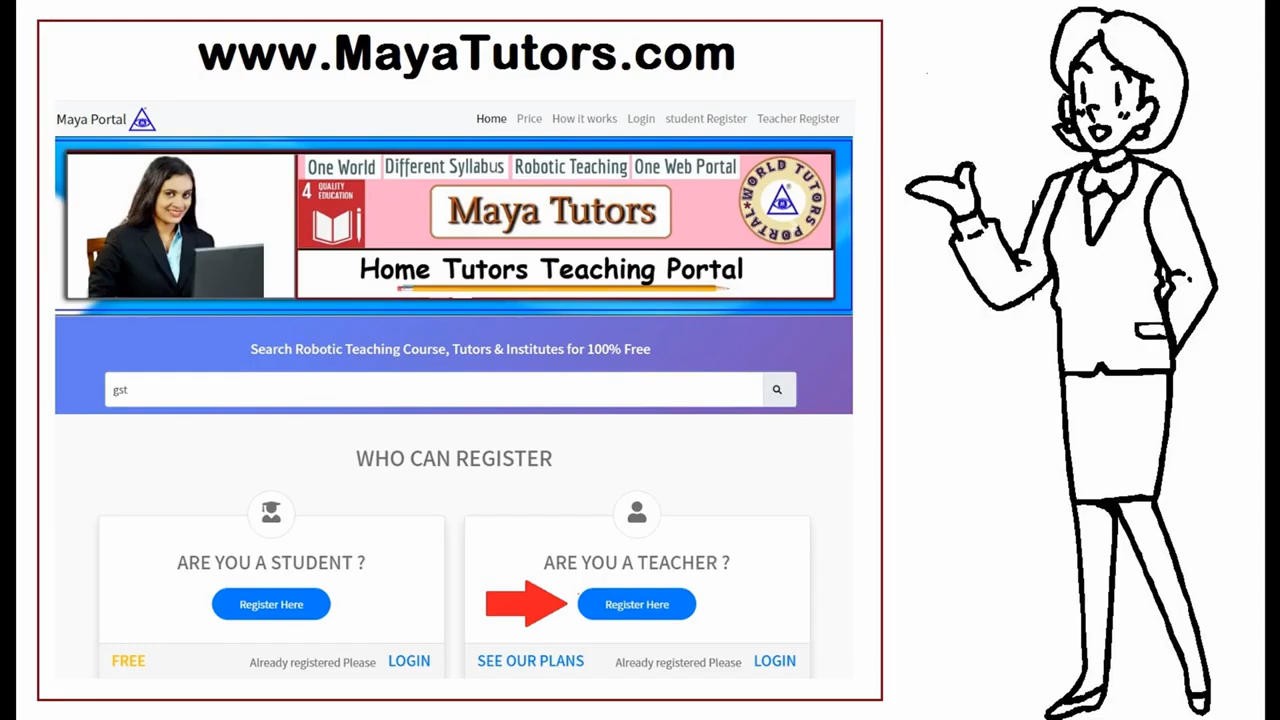 www.MayaTutors.com
Maya Portal
Home Price How it works Login student Register Teacher Register
One World Different Syllabus Robotic Teaching One Web Portal
4 QUALITY
EDUCATION
Maya Tutors
WORLD TUTORS PORTAL
Home Tutors Teaching Portal
Search Robotic Teaching Course, Tutors & Institutes for 100% Free
gst
WHO CAN REGISTER
ARE YOU A STUDENT ?
Register Here
FREE Already registered Please LOGIN
ARE YOU A TEACHER ?
Register Here
SEE OUR PLANS Already registered Please LOGIN